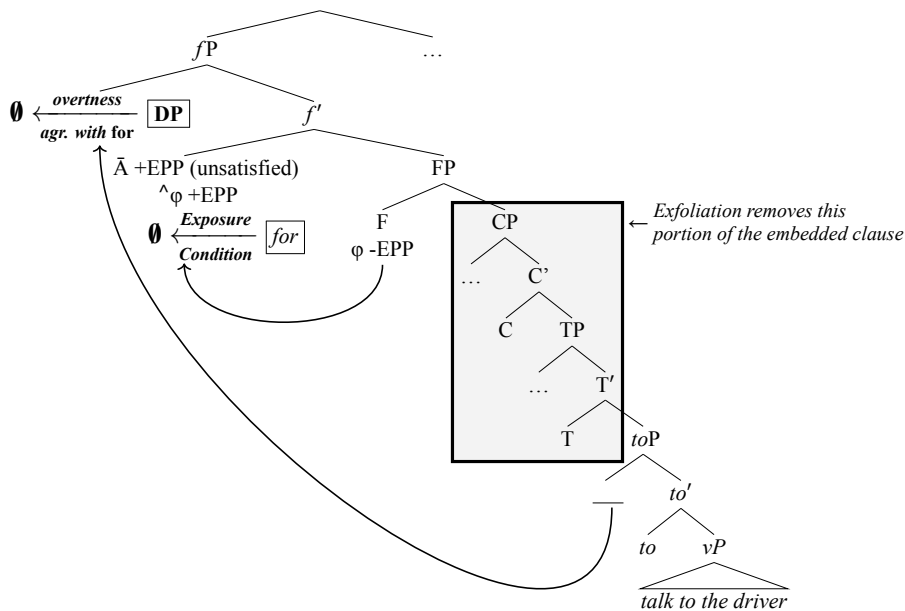 fP
…
∅
overtness
agr. with for
DP
f′
Ā +EPP (unsatisfied)
^φ +EPP
FP
∅
Exposure
Condition
for
F
φ -EPP
CP
← Exfoliation removes this
portion of the embedded clause
…
C’
C
TP
…
T′
T
toP
to′
to
vP
talk to the driver